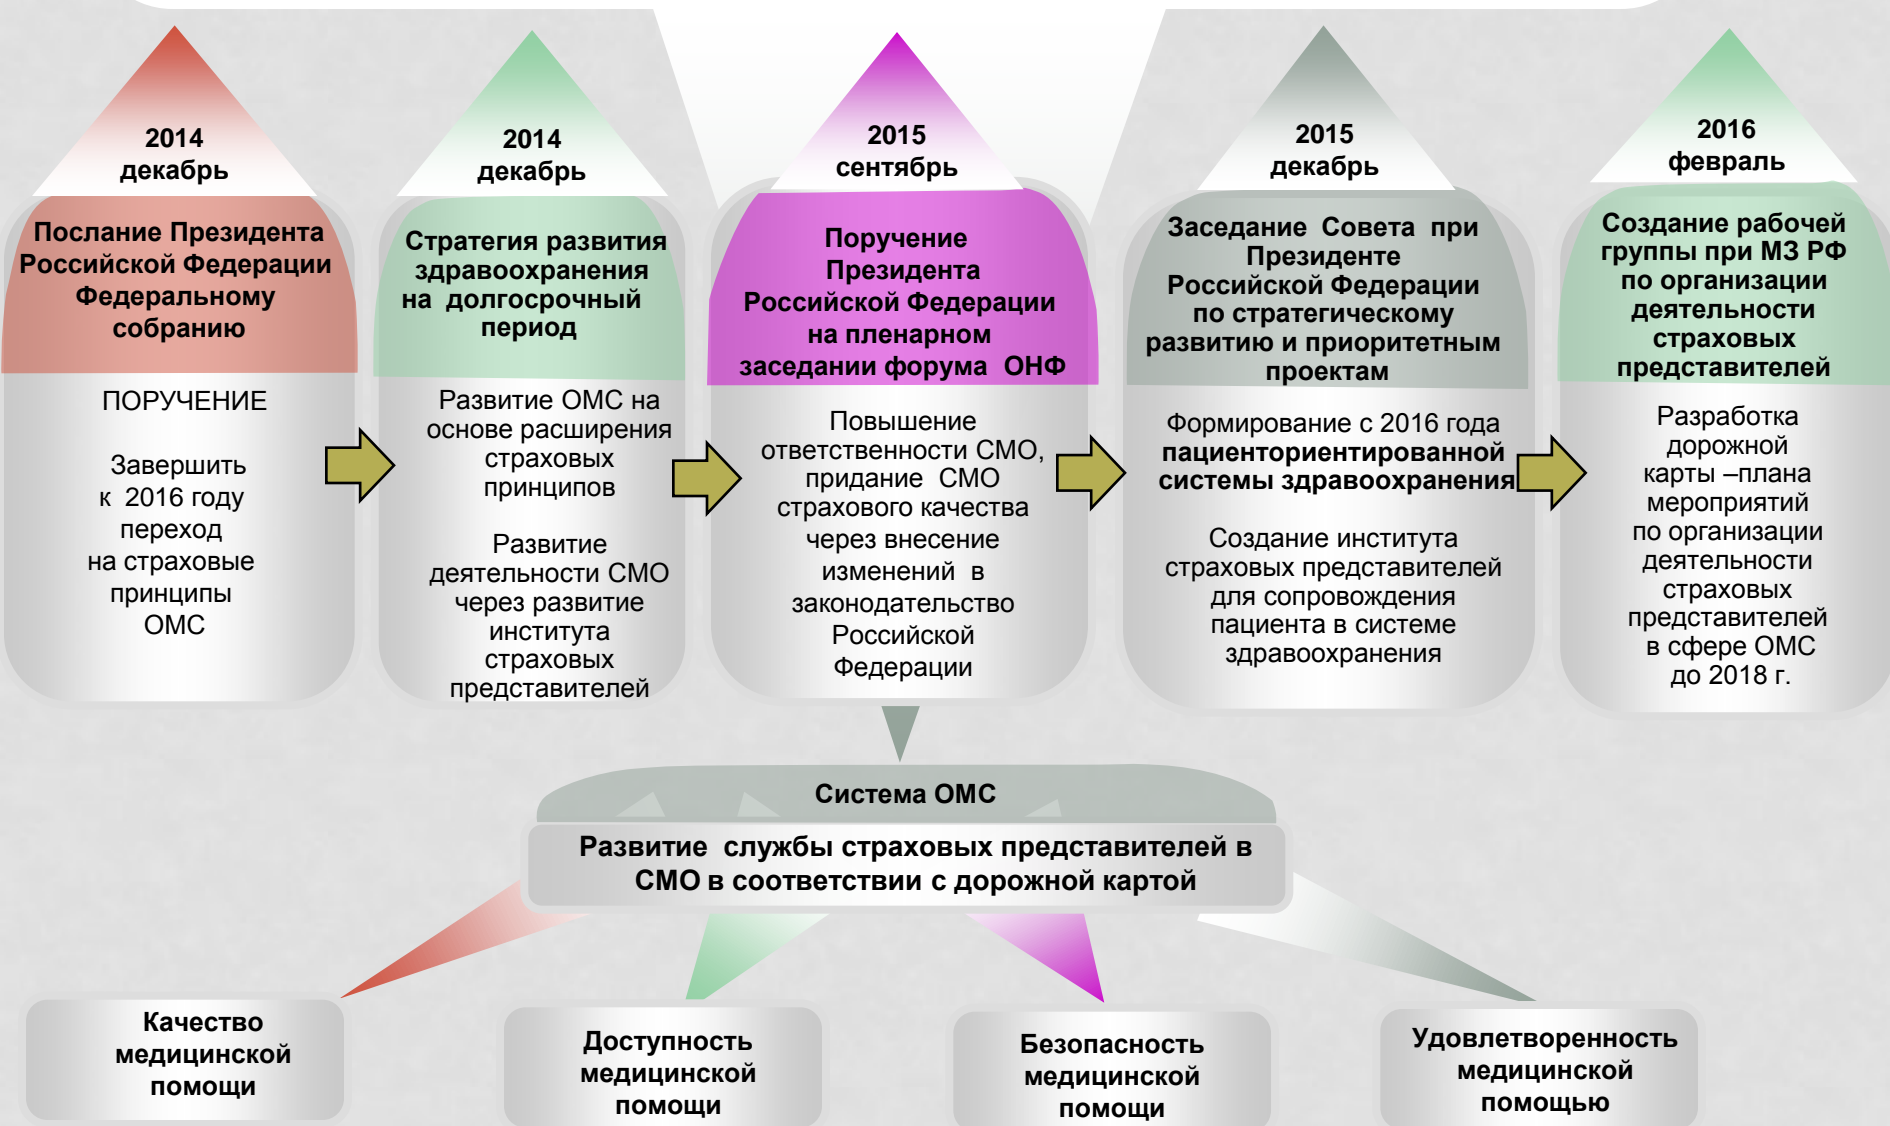 2014
декабрь
Послание Президента
Российской Федерации
Федеральному
собранию
ПОРУЧЕНИЕ
Завершить
к 2016 году
переход
на страховые
принципы
ОМС
2014
декабрь
Стратегия развития
здравоохранения
на долгосрочный
период
Развитие ОМС на
основе расширения
страховых
принципов
Развитие
деятельности СМО
через развитие
института
страховых
представителей
2015
сентябрь
Поручение
Президента
Российской Федерации
на пленарном
заседании форума ОНФ
Повышение
ответственности СМО,
придание СМО
страхового качества
через внесение
изменений в
законодательство
Российской
Федерации
2015
декабрь
Заседание Совета при
Президенте
Российской Федерации
по стратегическому
развитию и приоритетным
проектам
Формирование с 2016 года
пациенториентированной
системы здравоохранения
Создание института
страховых представителей
для сопровождения
пациента в системе
здравоохранения
2016
февраль
Создание рабочей
группы при МЗ РФ
по организации
деятельности
страховых
представителей
Разработка
дорожной
карты –плана
мероприятий
по организации
деятельности
страховых
представителей
в сфере ОМС
до 2018 г.
Система ОМС
Развитие службы страховых представителей в
СМО в соответствии с дорожной картой
Качество
медицинской
помощи
Доступность
медицинской
помощи
Безопасность
медицинской
помощи
Удовлетворенность
медицинской
помощью